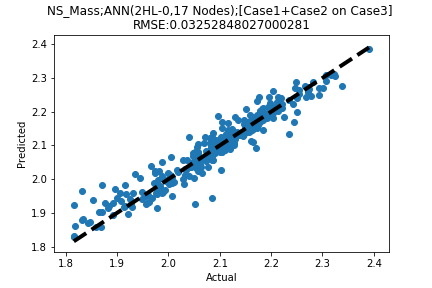 NS_Mass;ANN(2HL-0,17 Nodes);[Case1+Case2 on Case3]
RMSE:0.03252848027000281
2.4
2.3
2.2
2.1
2.0
1.9
1.8
Predicted
1.8 1.9 2.0 2.1 2.2 2.3 2.4
Actual